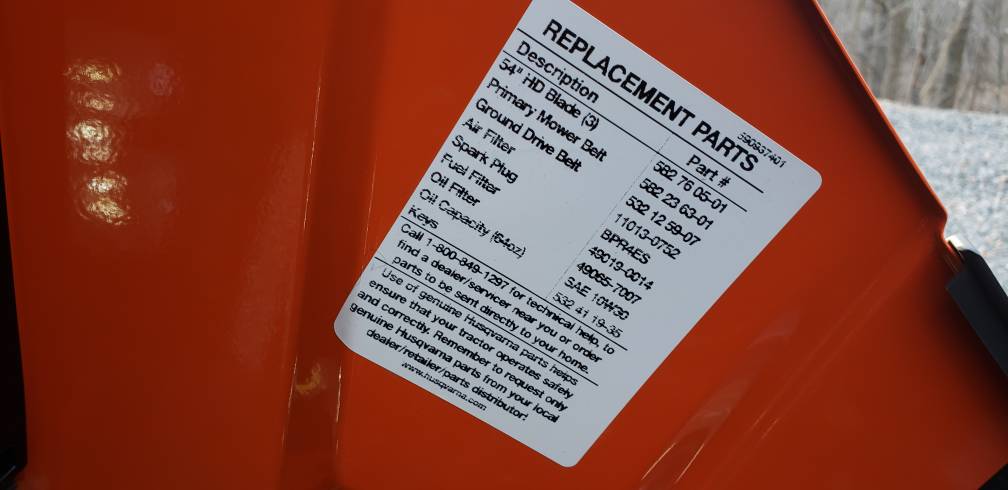 REPLACEMENT PARTS
590937401
Description Part #
54" HD Blade (3) 582 76 05-01
Primary Mower Belt 582 23 63-01
Ground Drive Belt 532 12 59-07
Air Filter 11013-0752
Spark Plug BPR4ES
Fuel Filter 49019-0014
Oil Filter 49065-7007
Oil Capacity (64oz) SAE 10W30
Keys 532 41 19-35
Call 1-800-849-1297 for technical help, to
find a dealer/servicer near you or order
parts to be sent directly to your home.
Use of genuine Husqvarna parts helps
ensure that your tractor operates safely
and correctly. Remember to request only
genuine Husqvarna parts from your local
dealer/retailer/parts distributor!
www.husqvarna.com